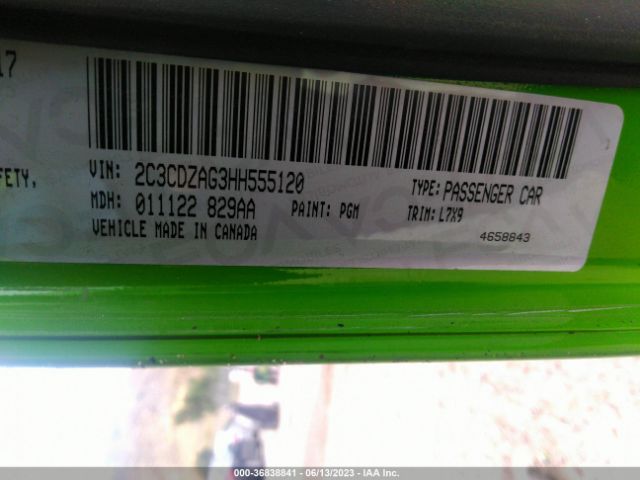 17
FETY,
VIN: 2C3CDZAG3HH555120
TYPE: PASSENGER CAR
MDH: 011122 829AA
PAINT: PGM
TRIM: L7X9
VEHICLE MADE IN CANADA
4658843
000-36838841 - 06/13/2023 - IAA Inc.